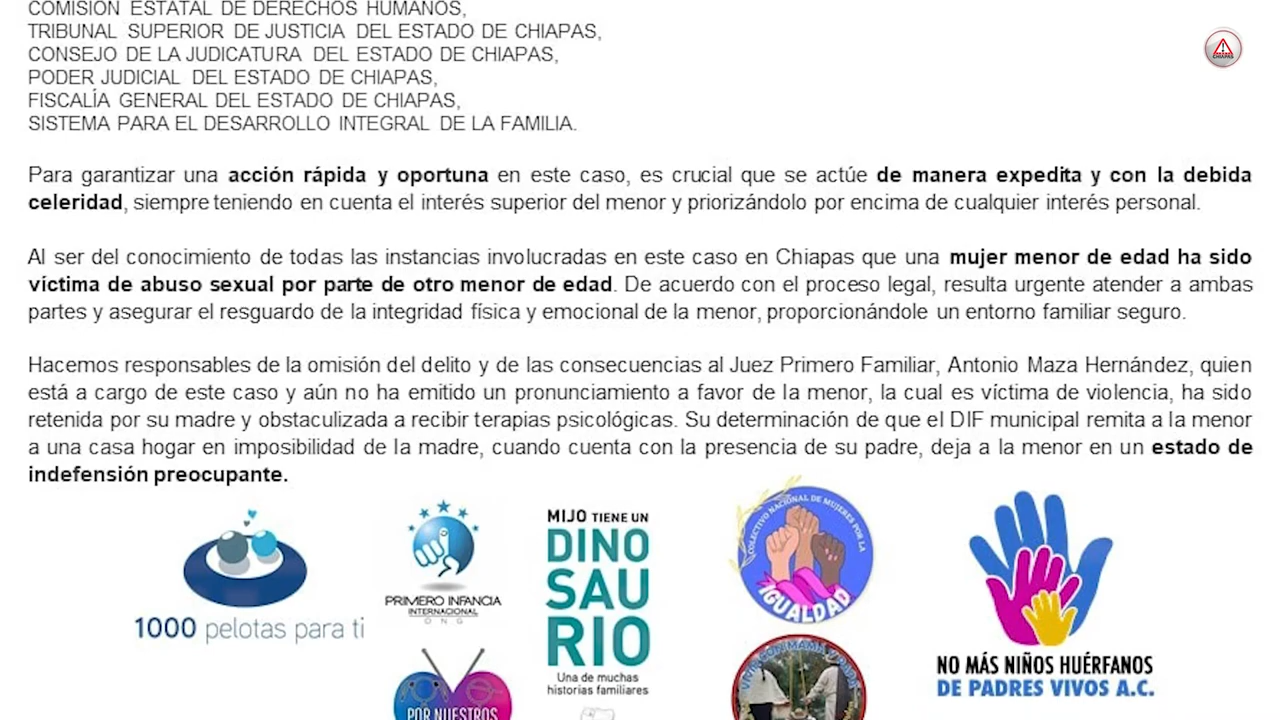 COMISIÓN ESTATAL DE DERECHOS HUMANOS,
TRIBUNAL SUPERIOR DE JUSTICIA DEL ESTADO DE CHIAPAS,
CONSEJO DE LA JUDICATURA DEL ESTADO DE CHIAPAS,
PODER JUDICIAL DEL ESTADO DE CHIAPAS,
FISCALÍA GENERAL DEL ESTADO DE CHIAPAS,
SISTEMA PARA EL DESARROLLO INTEGRAL DE LA FAMILIA.
CHIAPAS
Para garantizar una acción rápida y oportuna en este caso, es crucial que se actúe de manera expedita y con la debida
celeridad, siempre teniendo en cuenta el interés superior del menor y priorizándolo por encima de cualquier interés personal.
Al ser del conocimiento de todas las instancias involucradas en este caso en Chiapas que una mujer menor de edad ha sido
víctima de abuso sexual por parte de otro menor de edad. De acuerdo con el proceso legal, resulta urgente atender a ambas
partes y asegurar el resguardo de la integridad física y emocional de la menor, proporcionándole un entorno familiar seguro.
Hacemos responsables de la omisión del delito y de las consecuencias al Juez Primero Familiar, Antonio Maza Hernández, quien
está a cargo de este caso y aún no ha emitido un pronunciamiento a favor de la menor, la cual es víctima de violencia, ha sido
retenida por su madre y obstaculizada a recibir terapias psicológicas. Su determinación de que el DIF municipal remita a la menor
a una casa hogar en imposibilidad de la madre, cuando cuenta con la presencia de su padre, deja a la menor en un estado de
indefensión preocupante.
1000 pelotas para ti
PRIMERO INFANCIA
INTERNACIONAL
ONG
MIJO TIENE UN
DINO
SAU
RIO
Una de muchas
historias familiares
COLECTIVO NACIONAL DE MUJERES POR LA
IGUALDAD
NO MÁS NIÑOS HUÉRFANOS
DE PADRES VIVOS A.C.
POR NUESTROS